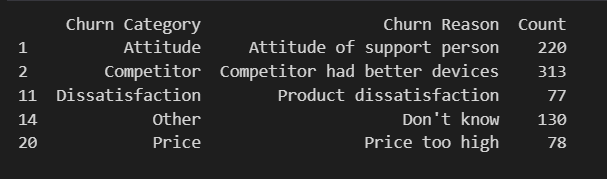 Churn Category Churn Reason Count
1 Attitude Attitude of support person 220
2 Competitor Competitor had better devices 313
11 Dissatisfaction Product dissatisfaction 77
14 Other Don't know 130
20 Price Price too high 78